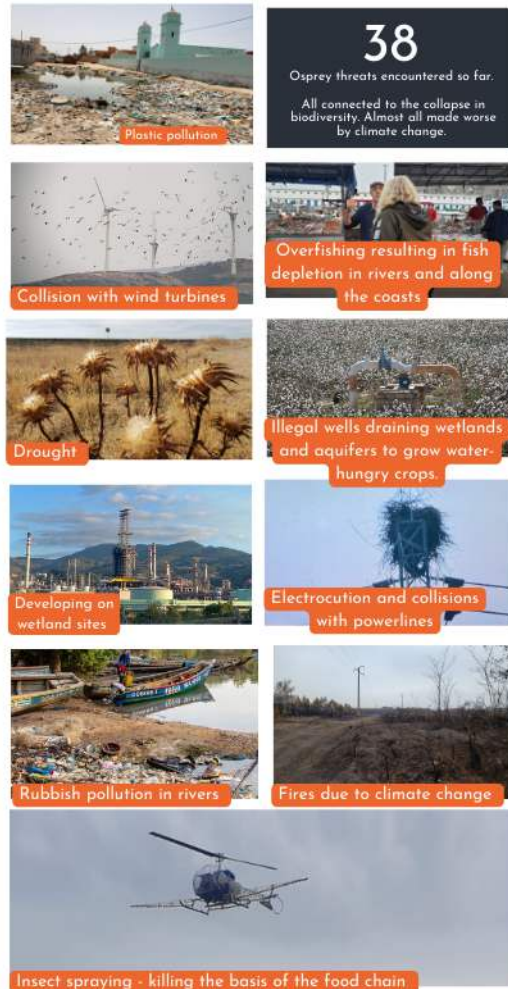 Plastic pollution
38
Osprey threats encountered so far.
All connected to the collapse in
biodiversity. Almost all made worse
by climate change.
Collision with wind turbines
Overfishing resulting in fish
depletion in rivers and along
the coasts
Drought
Illegal wells draining wetlands
and aquifers to grow water-
hungry crops.
Developing on
wetland sites
Electrocution and collisions
with powerlines
Rubbish pollution in rivers
Fires due to climate change
Insect spraying - killing the basis of the food chain